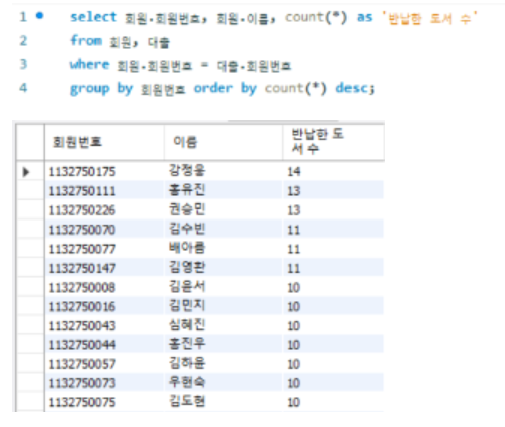 1 select 회원.회원번호, 회원.이름, count(*) as '반납한 도서 수'
2 from 회원, 대출
3 where 회원.회원번호 = 대출.회원번호
4 group by 회원번호 order by count(*) desc;
회원번호 이름 반납한 도
서 수
1132750175 강정웅 14
1132750111 홍유진 13
1132750226 권승민 13
1132750070 김수빈 11
1132750077 배아름 11
1132750147 김영환 11
1132750008 김윤서 10
1132750016 김민지 10
1132750043 심혜진 10
1132750044 홍진우 10
1132750057 김하윤 10
1132750073 우현숙 10
1132750075 김도현 10